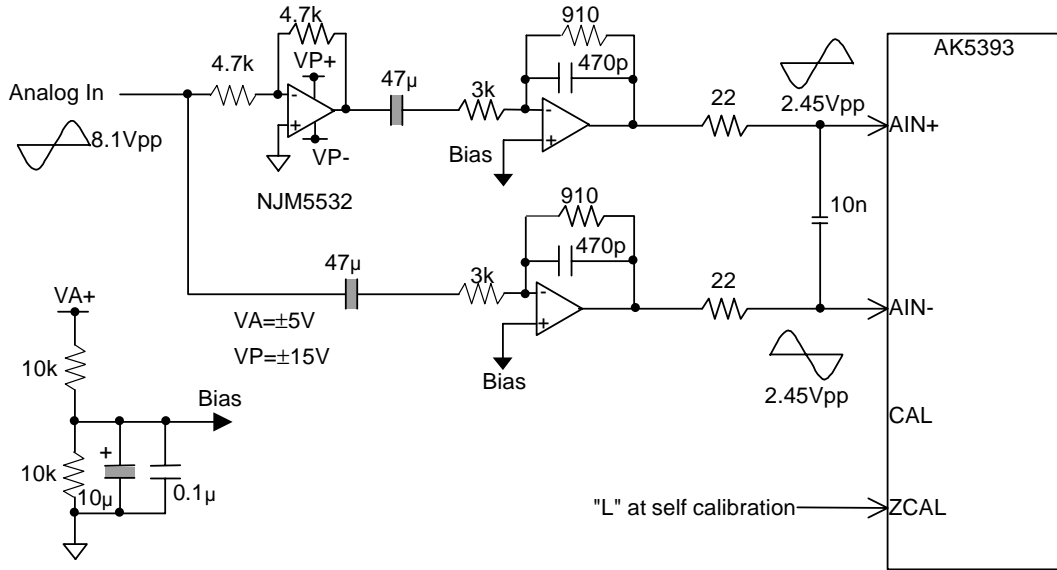 4.7k
910
AK5393
4.7k
VP+
47µ
470p
Analog In
3k
22
2.45Vpp
-
+
-
+
AIN+
8.1Vpp
VP-
Bias
NJM5532
10n
910
47µ
470p
3k
22
VA+
VA=±5V
-
+
AIN-
VP=±15V
10k
Bias
2.45Vpp
Bias
CAL
+
10k
10µ
0.1µ
"L" at self calibration
ZCAL